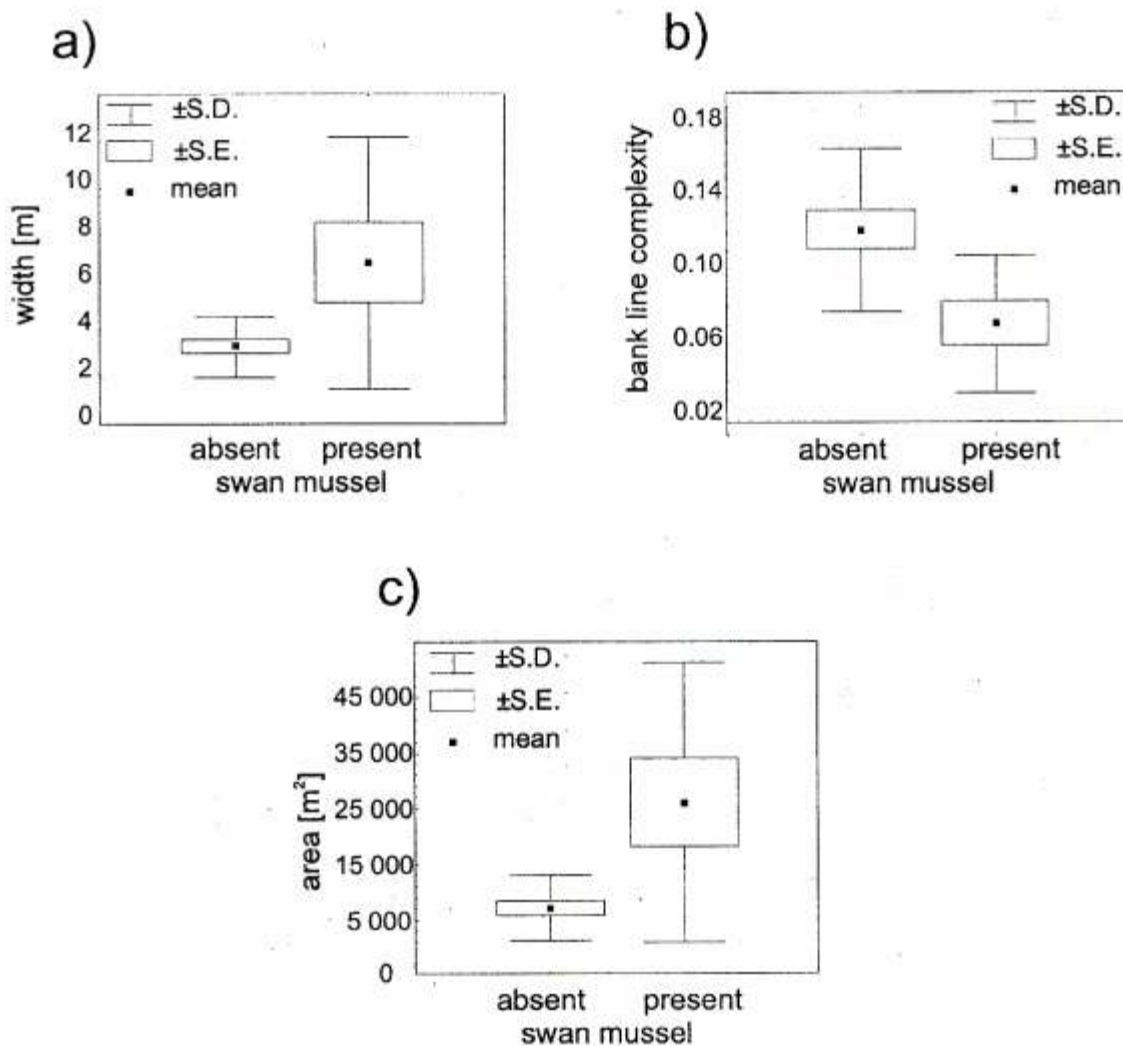 a)
±S.D.
±S.E.
mean
12
10
8
6
4
2
0
width [m]
absent present
swan mussel
b)
±S.D.
±S.E.
mean
0.18
0.14
0.10
0.06
0.02
bank line complexity
absent present
swan mussel
c)
±S.D.
±S.E.
mean
45 000
35 000
25 000
15 000
5 000
0
area [m²]
absent present
swan mussel